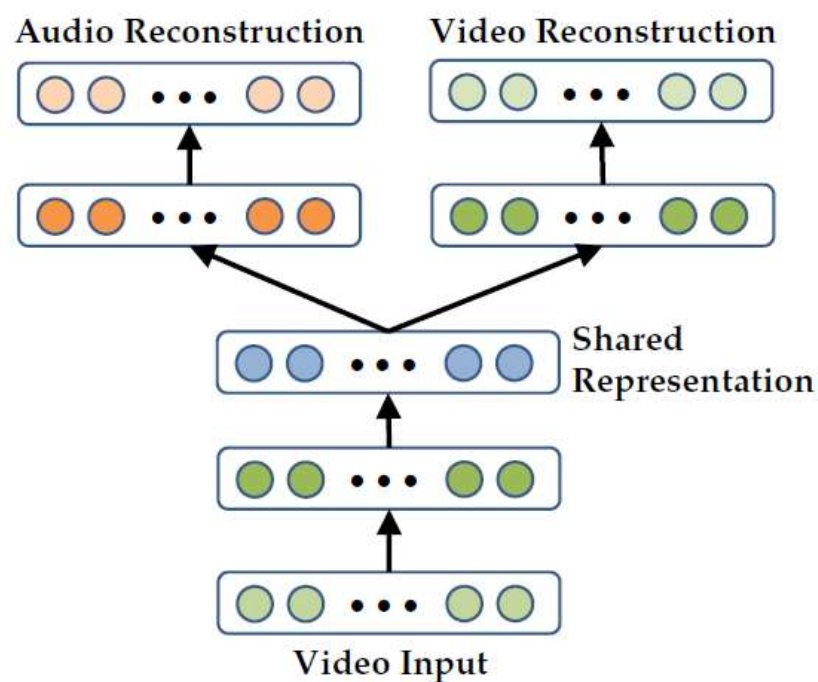 Audio Reconstruction
Video Reconstruction
Shared
Representation
Video Input